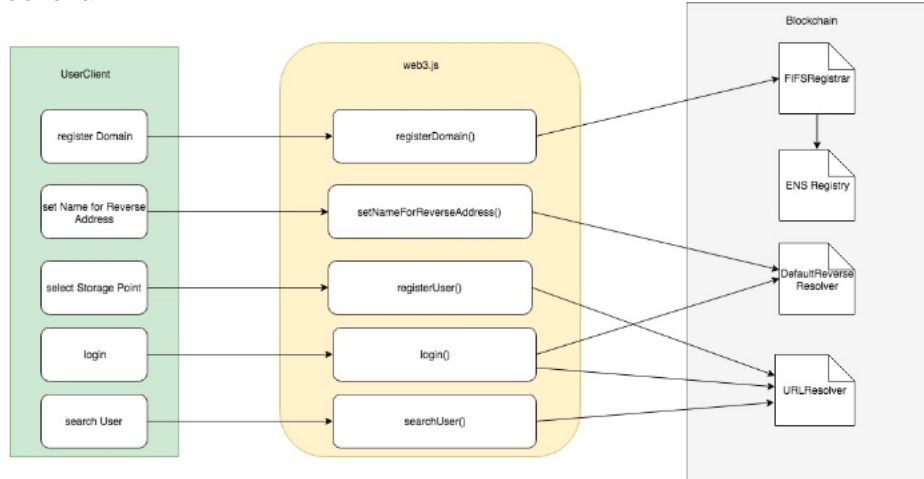 Blockchain
UserClient
web3.js
FIFSRegistrar
register Domain
registerDomain()
ENS Registry
set Name for Reverse
Address
setNameForReverseAddress()
DefaultReverse
Resolver
select Storage Point
registerUser()
login
login()
URLResolver
search User
searchUser()